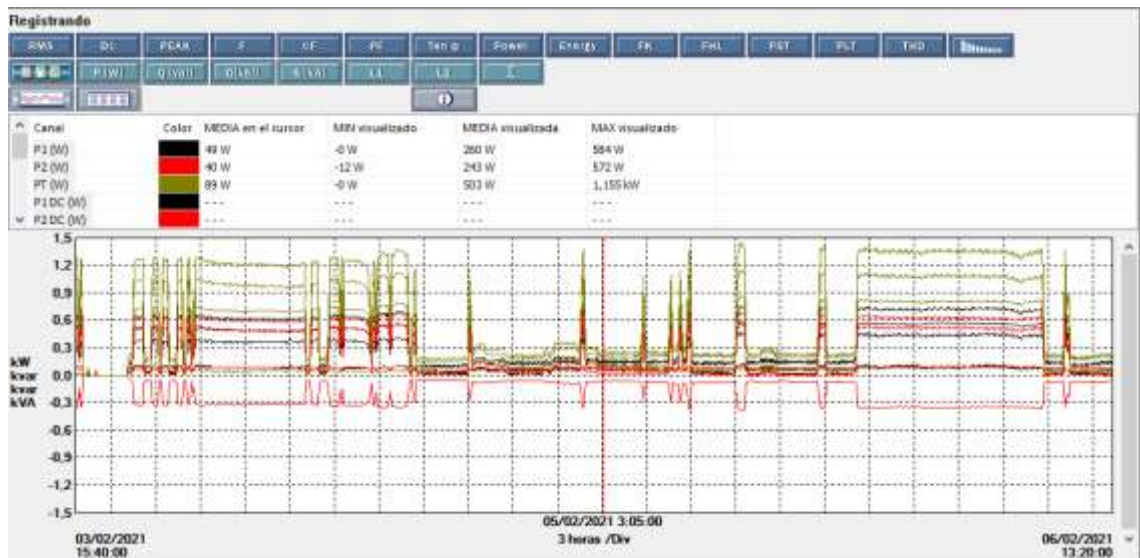 Registrando
RMS DC PEAK F CF PF Tan φ Power Energy FK FHL PST PLT THD
P (W) Q (var) D (var) S (VA) L1 L2 Σ
Canal Color MEDIA en el cursor MIN visualizado MEDIA visualizada MAX visualizado
P1 (W) 49 W -0 W 260 W 584 W
P2 (W) 40 W -12 W 243 W 572 W
PT (W) 89 W -0 W 503 W 1,155 kW
P1 DC (W) - - - - - - - - - - - -
P2 DC (W) - - - - - - - - - - - -
1.5
1.2
0.9
0.6
0.3
kW
0.0
kvar
kvar
kVA
-0.3
-0.6
-0.9
-1.2
-1.5
05/02/2021 3:05:00
03/02/2021 3 horas /Div 06/02/2021
15:40:00 13:20:00